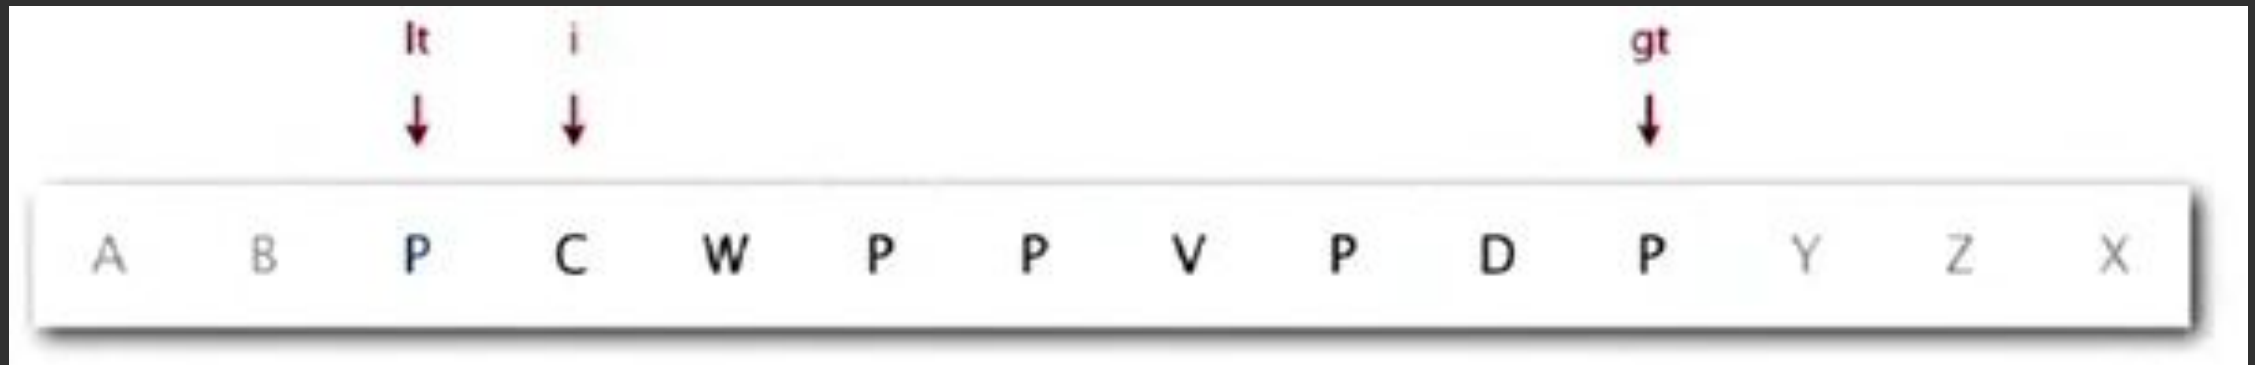 lt i gt
A B P C W P P V P D P Y Z X